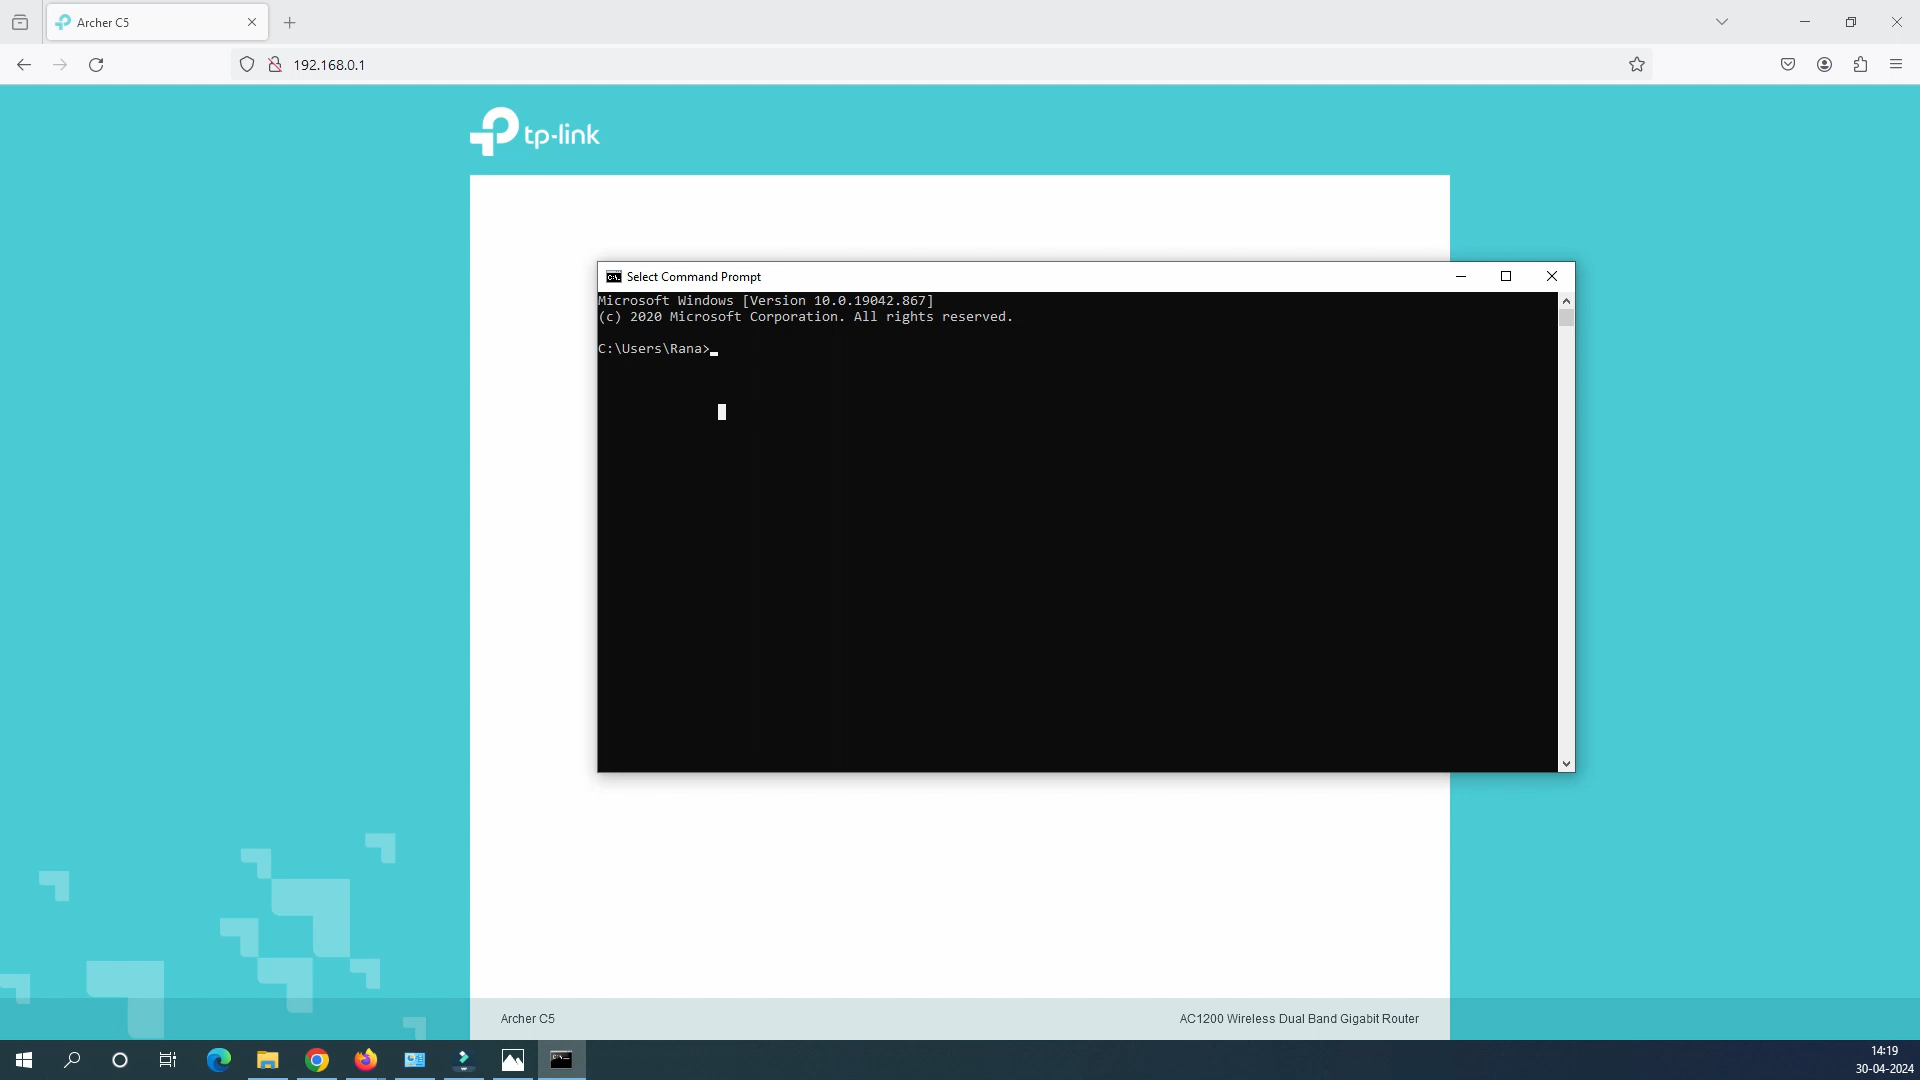 Archer C5
192.168.0.1
tp-link
Select Command Prompt
Microsoft Windows [Version 10.0.19042.867]
(c) 2020 Microsoft Corporation. All rights reserved.
C:\Users\Rana>
Archer C5
AC1200 Wireless Dual Band Gigabit Router
14:19
30-04-2024